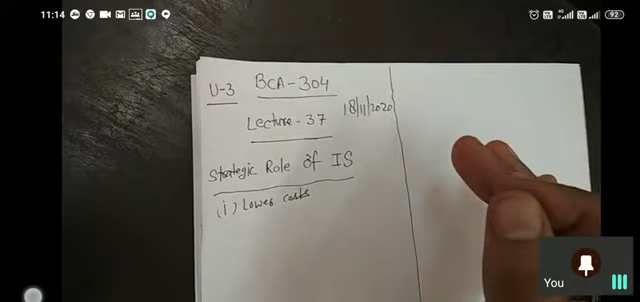 11:14
92
U-3 BCA-304
Lecture-37 18/11/2020
Strategic Role of IS
(i) Lower costs
You